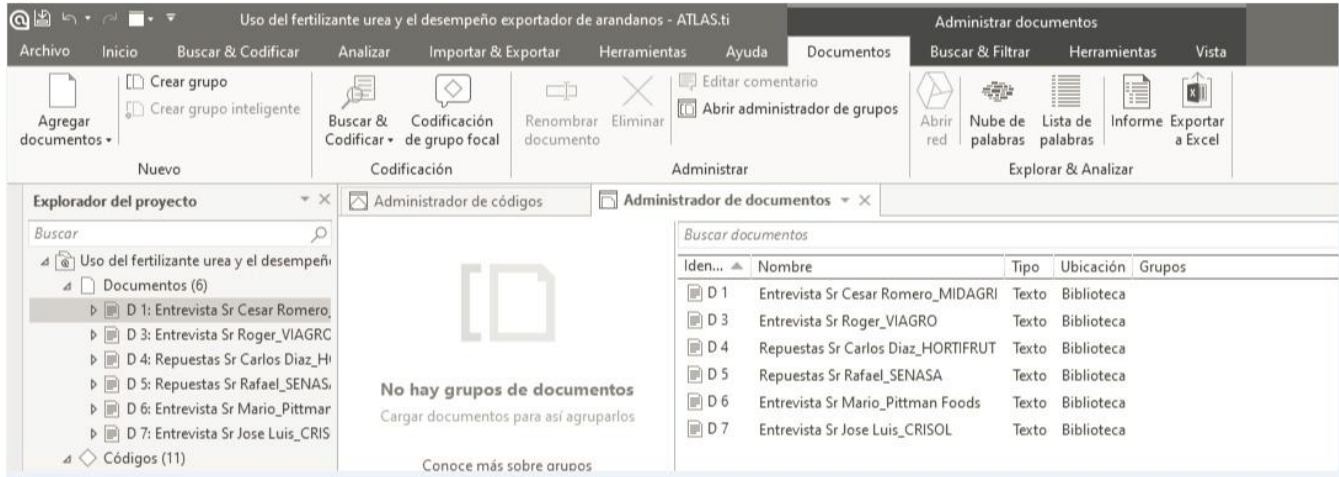 Uso del fertilizante urea y el desempeño exportador de arandanos - ATLAS.ti
Administrar documentos
Archivo Inicio Buscar & Codificar Analizar Importar & Exportar Herramientas Ayuda Documentos Buscar & Filtrar Herramientas Vista
Agregar documentos
Crear grupo
Crear grupo inteligente
Nuevo
Buscar & Codificar
Codificación de grupo focal
Codificación
Renombrar documento
Eliminar
Editar comentario
Abrir administrador de grupos
Administrar
Abrir red
Nube de palabras
Lista de palabras
Informe
Exportar a Excel
Explorar & Analizar
Explorador del proyecto
Buscar
Uso del fertilizante urea y el desempeñ
Documentos (6)
D 1: Entrevista Sr Cesar Romero_
D 3: Entrevista Sr Roger_VIAGRO
D 4: Repuestas Sr Carlos Diaz_H
D 5: Repuestas Sr Rafael_SENAS
D 6: Entrevista Sr Mario_Pittmar
D 7: Entrevista Sr Jose Luis_CRIS
Códigos (11)
Administrador de códigos
Administrador de documentos
No hay grupos de documentos
Cargar documentos para así agruparlos
Conoce más sobre grupos
Buscar documentos
Iden... Nombre Tipo Ubicación Grupos
D 1 Entrevista Sr Cesar Romero_MIDAGRI Texto Biblioteca
D 3 Entrevista Sr Roger_VIAGRO Texto Biblioteca
D 4 Repuestas Sr Carlos Diaz_HORTIFRUT Texto Biblioteca
D 5 Repuestas Sr Rafael_SENASA Texto Biblioteca
D 6 Entrevista Sr Mario_Pittman Foods Texto Biblioteca
D 7 Entrevista Sr Jose Luis_CRISOL Texto Biblioteca